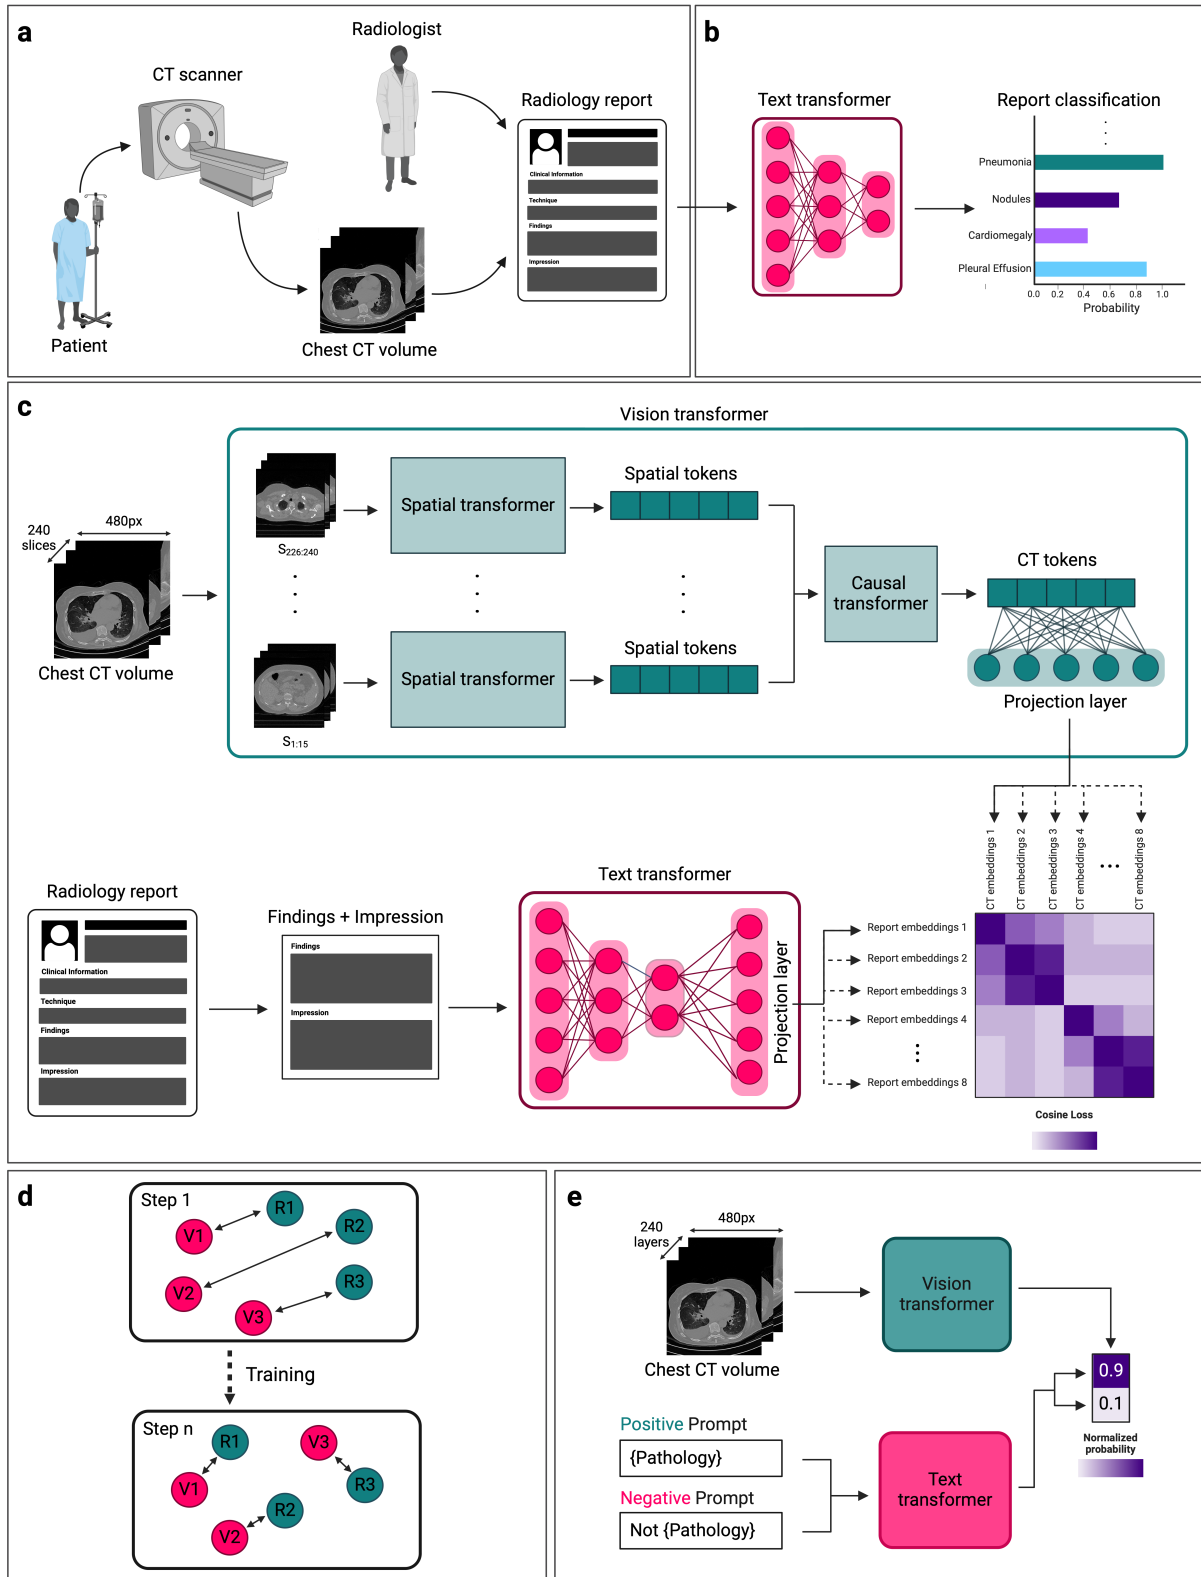 a
Radiologist
CT scanner
Radiology report
Clinical Information
Technique
Findings
Impression
Patient
Chest CT volume
b
Text transformer
Report classification
Pneumonia
Nodules
Cardiomegaly
Pleural Effusion
0.0 0.2 0.4 0.6 0.8 1.0
Probability
c
Vision transformer
240
slices
480px
Chest CT volume
S226:240
Spatial transformer
Spatial tokens
S1:15
Spatial transformer
Spatial tokens
Causal
transformer
CT tokens
Projection layer
Radiology report
Clinical Information
Technique
Findings
Impression
Findings + Impression
Findings
Impression
Text transformer
Projection layer
CT embeddings 1
CT embeddings 2
CT embeddings 3
CT embeddings 4
...
CT embeddings 8
Report embeddings 1
Report embeddings 2
Report embeddings 3
Report embeddings 4
Report embeddings 8
Cosine Loss
d
Step 1
V1
R1
R2
V2
R3
V3
Training
Step n
R1
V3
V1
R3
R2
V2
e
240
layers
480px
Chest CT volume
Vision
transformer
Positive Prompt
{Pathology}
Negative Prompt
Not {Pathology}
Text
transformer
0.9
0.1
Normalized
probability